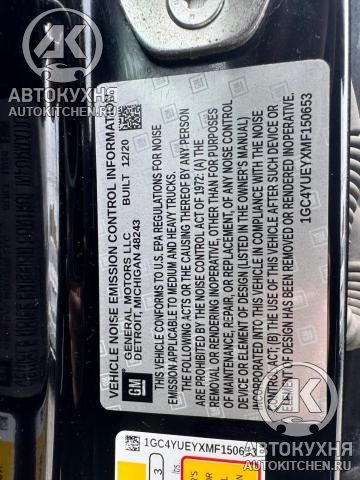 АВТОКУХНЯ
AUTOKITCHEN.RU
GM
VEHICLE NOISE EMISSION CONTROL INFORMATION
GENERAL MOTORS LLC BUILT 12/20
DETROIT, MICHIGAN 48243
THIS VEHICLE CONFORMS TO U.S. EPA REGULATIONS FOR NOISE
EMISSION APPLICABLE TO MEDIUM AND HEAVY TRUCKS.
THE FOLLOWING ACTS OR THE CAUSING THEREOF BY ANY PERSON
ARE PROHIBITED BY THE NOISE CONTROL ACT OF 1972: (A) THE
REMOVAL OR RENDERING INOPERATIVE, OTHER THAN FOR PURPOSES
OF MAINTENANCE, REPAIR, OR REPLACEMENT, OF ANY NOISE CONTROL
DEVICE OR ELEMENT OF DESIGN (LISTED IN THE OWNER'S MANUAL)
INCORPORATED INTO THIS VEHICLE IN COMPLIANCE WITH THE NOISE
CONTROL ACT; (B) THE USE OF THIS VEHICLE AFTER SUCH DEVICE OR
ELEMENT OF DESIGN HAS BEEN REMOVED OR RENDERED INOPERATIVE.
1GC4YUEYXMF150653
1GC4YUEYXMF150653
3
АВТОКУХНЯ
AUTOKITCHEN.RU